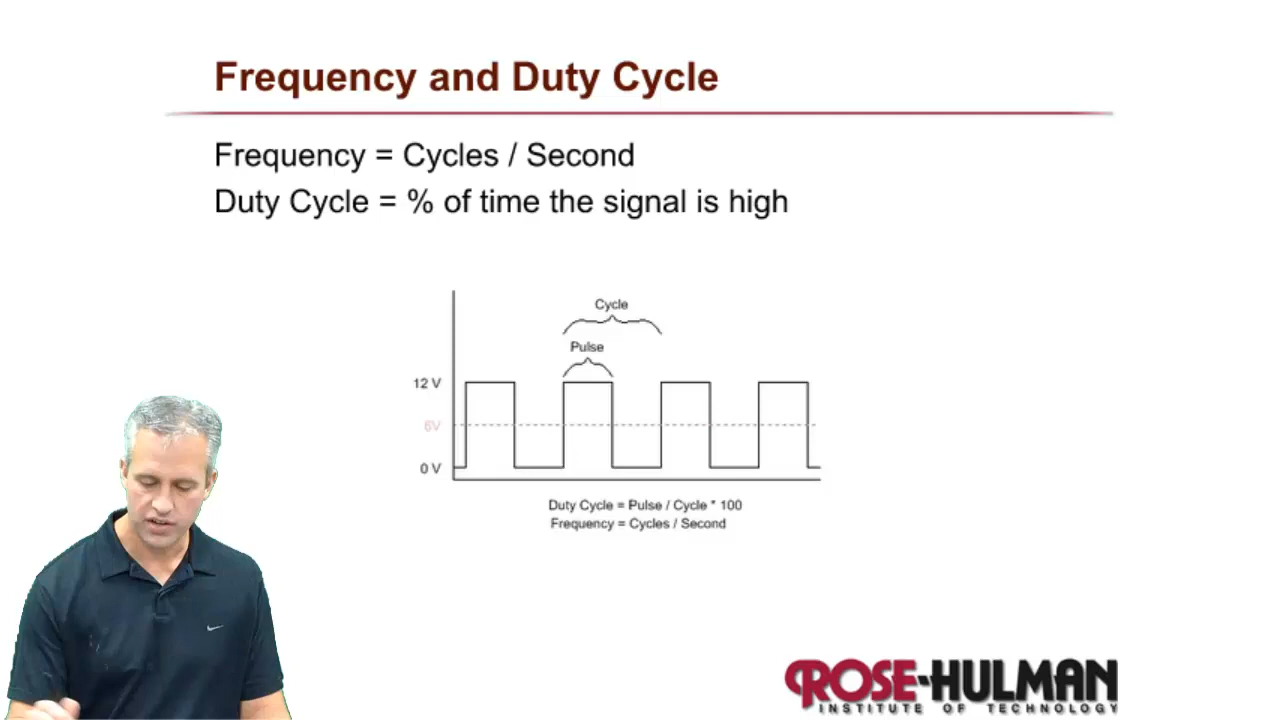 Frequency and Duty Cycle
Frequency = Cycles / Second
Duty Cycle = % of time the signal is high
Cycle
Pulse
12 V
6V
0 V
Duty Cycle = Pulse / Cycle * 100
Frequency = Cycles / Second
ROSE-HULMAN
INSTITUTE OF TECHNOLOGY